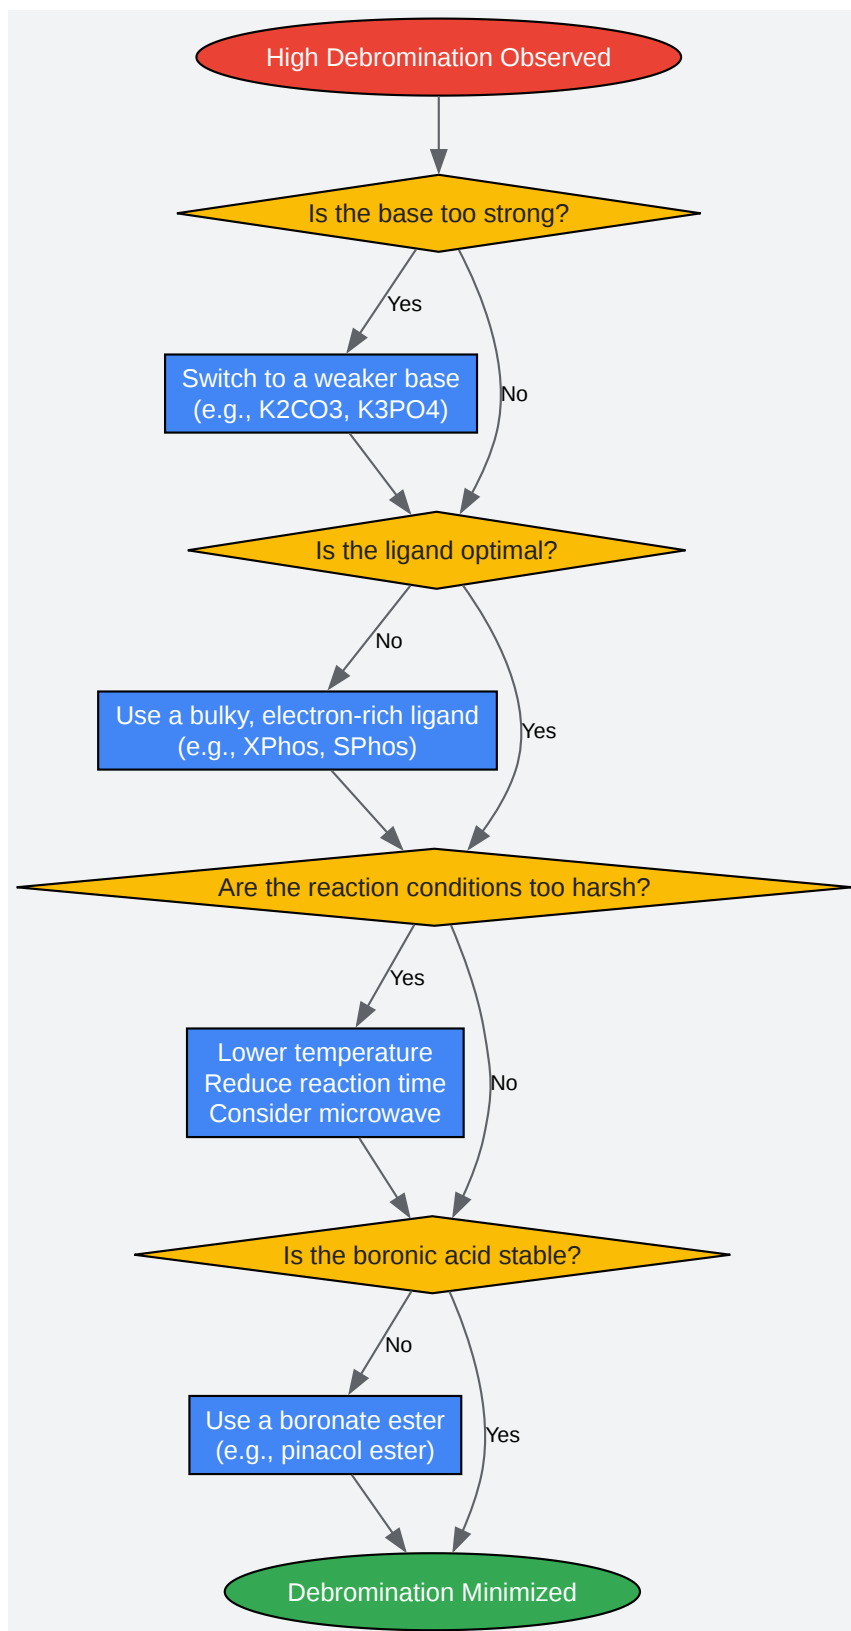 High Debromination Observed
Is the base too strong?
Yes
Switch to a weaker base
(e.g., K2CO3, K3PO4)
No
Is the ligand optimal?
No
Use a bulky, electron-rich ligand
(e.g., XPhos, SPhos)
Yes
Are the reaction conditions too harsh?
Yes
Lower temperature
Reduce reaction time
Consider microwave
No
Is the boronic acid stable?
No
Use a boronate ester
(e.g., pinacol ester)
Yes
Debromination Minimized